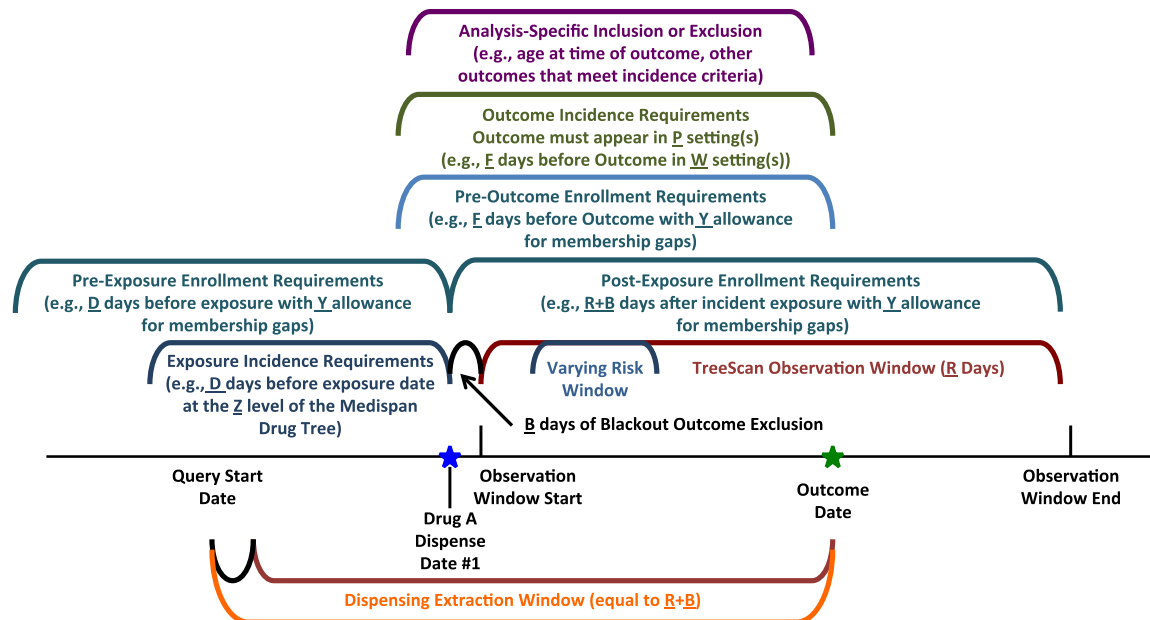 Analysis-Specific Inclusion or Exclusion
(e.g., age at time of outcome, other
outcomes that meet incidence criteria)
Outcome Incidence Requirements
Outcome must appear in P setting(s)
(e.g., F days before Outcome in W setting(s))
Pre-Outcome Enrollment Requirements
(e.g., F days before Outcome with Y allowance
for membership gaps)
Pre-Exposure Enrollment Requirements
(e.g., D days before exposure with Y allowance
for membership gaps)
Post-Exposure Enrollment Requirements
(e.g., R+B days after incident exposure with Y allowance
for membership gaps)
Exposure Incidence Requirements
(e.g., D days before exposure date
at the Z level of the Medispan
Drug Tree)
Varying Risk
Window
TreeScan Observation Window (R Days)
B days of Blackout Outcome Exclusion
Query Start
Date
Drug A
Dispense
Date #1
Observation
Window Start
Outcome
Date
Observation
Window End
Dispensing Extraction Window (equal to R+B)